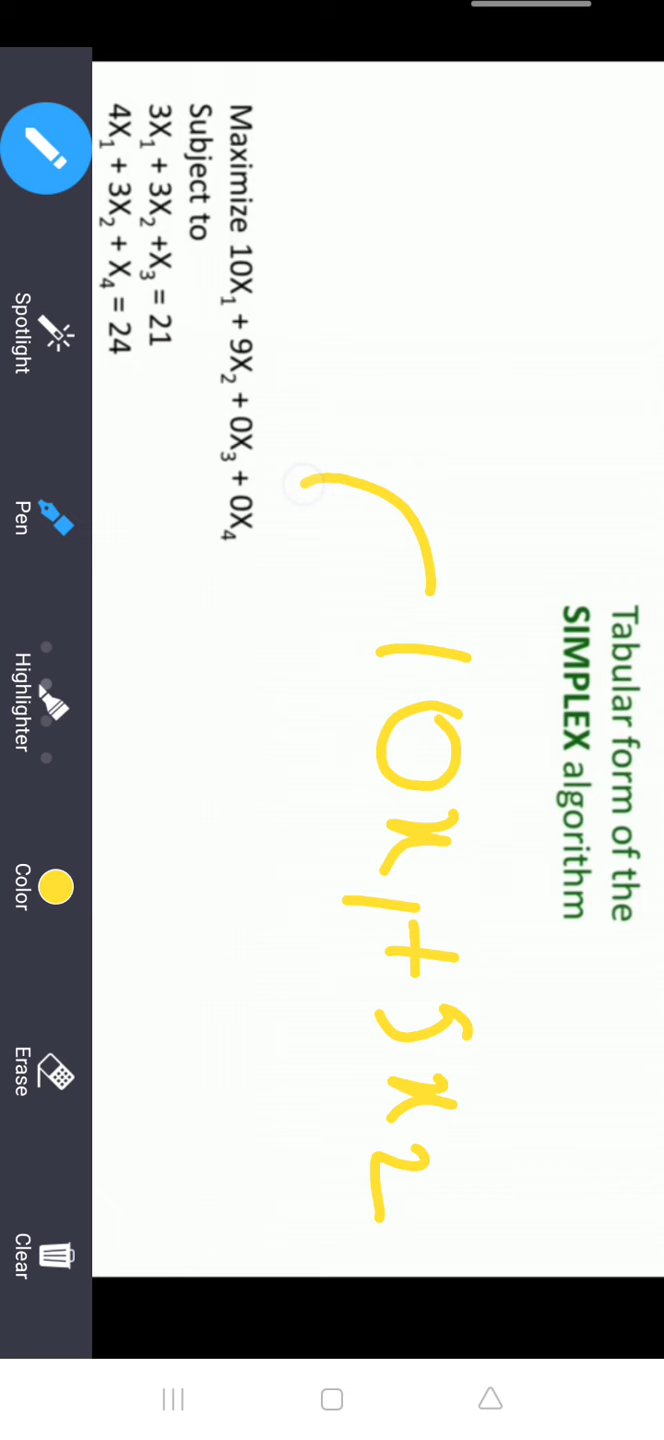 Tabular form of the
SIMPLEX algorithm
10x1 + 5x2
Maximize 10X₁ + 9X₂ + 0X₃ + 0X₄
Subject to
3X₁ + 3X₂ +X₃ = 21
4X₁ + 3X₂ + X₄ = 24
Spotlight
Pen
Highlighter
Color
Erase
Clear